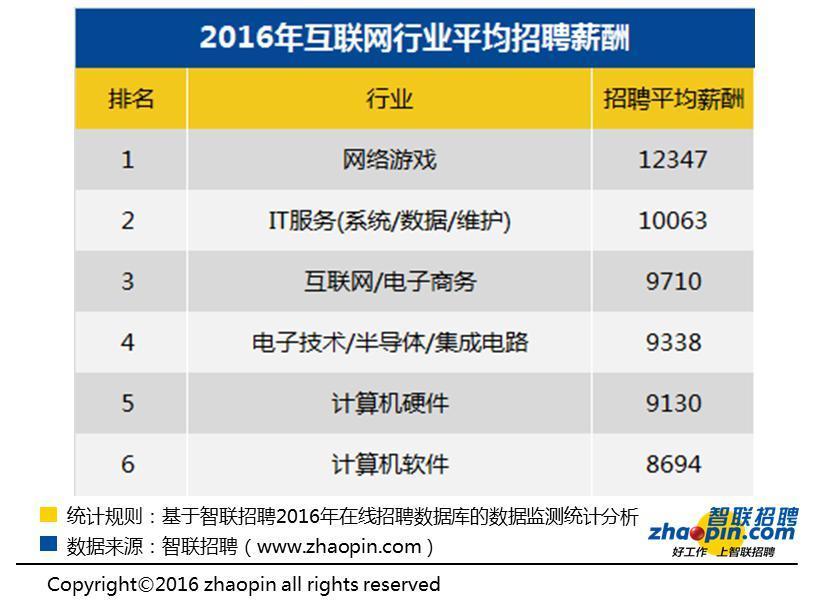 2016年互联网行业平均招聘薪酬
排名 行业 招聘平均薪酬
1 网络游戏 12347
2 IT服务(系统/数据/维护) 10063
3 互联网/电子商务 9710
4 电子技术/半导体/集成电路 9338
5 计算机硬件 9130
6 计算机软件 8694
统计规则：基于智联招聘2016年在线招聘数据库的数据监测统计分析
数据来源：智联招聘（www.zhaopin.com）
智联招聘
zhaopin.com
好工作 上智联招聘
Copyright©2016 zhaopin all rights reserved